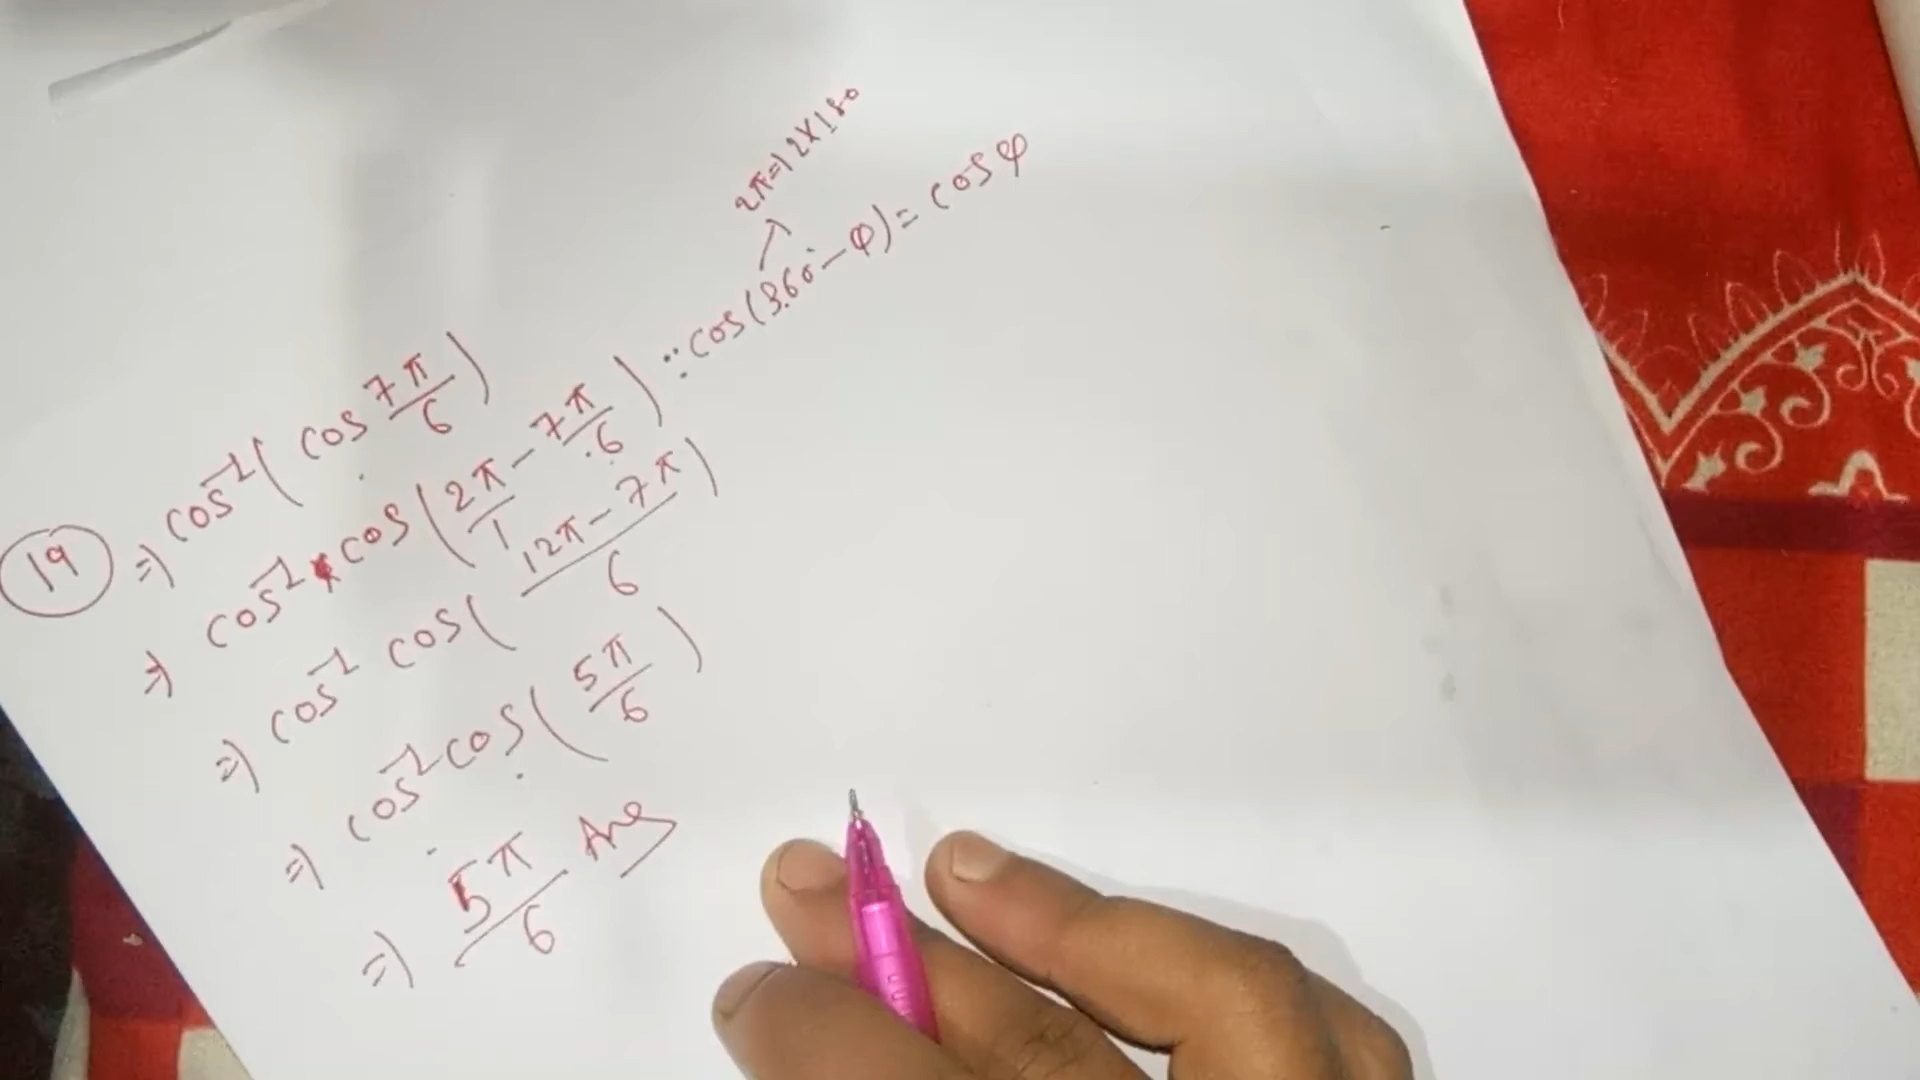 2π=2×180
(19) ⇒ cos⁻¹(cos 7π/6)
⇒ cos⁻¹ cos(2π/1 − 7π/6) ∵ cos(360°−φ) = cosφ
⇒ cos⁻¹ cos(12π−7π/6)
⇒ cos⁻¹ cos(5π/6)
⇒ 5π/6 Ans